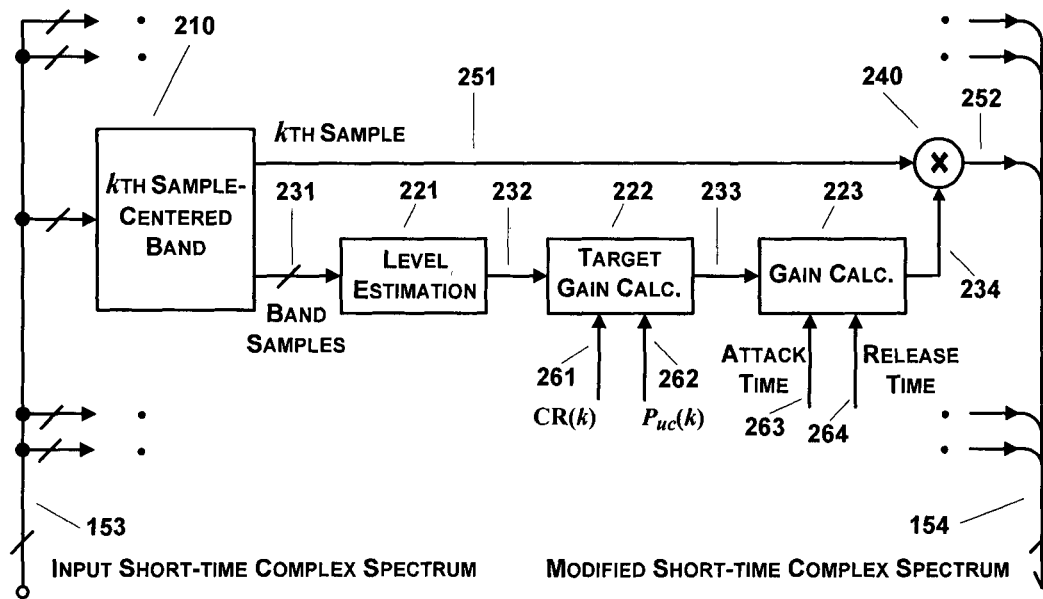 210
251
240
252
kTH SAMPLE
kTH SAMPLE-
CENTERED
BAND
231
221
232
222
233
223
LEVEL
ESTIMATION
TARGET
GAIN CALC.
GAIN CALC.
234
BAND
SAMPLES
261
262
ATTACK
TIME
RELEASE
TIME
CR(k)
Puc(k)
263
264
153
154
INPUT SHORT-TIME COMPLEX SPECTRUM
MODIFIED SHORT-TIME COMPLEX SPECTRUM